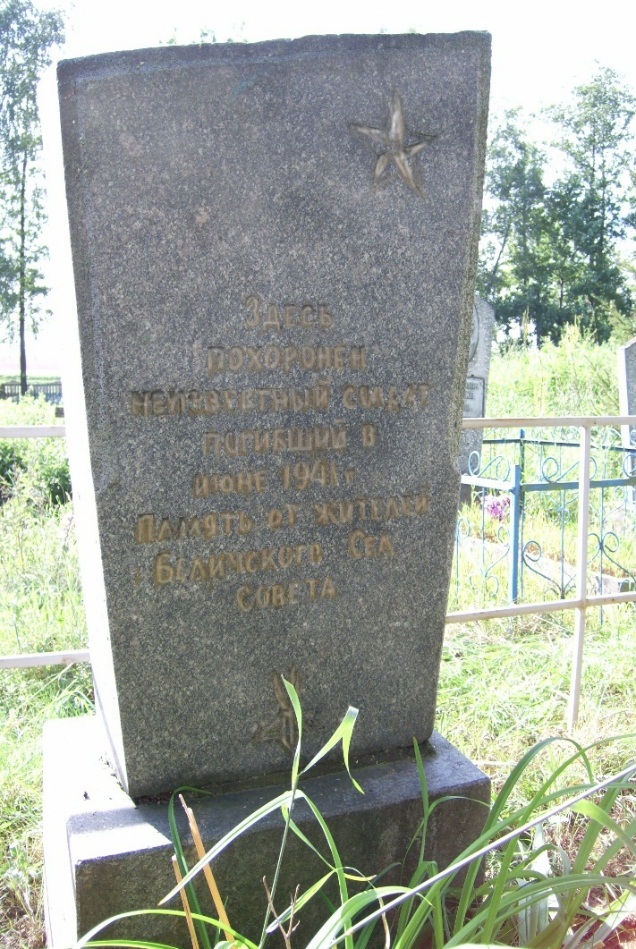 Здесь
похоронен
неизвестный солдат
погибший в
июне 1941 г.
Память от жителей
Беличского Сел
совета